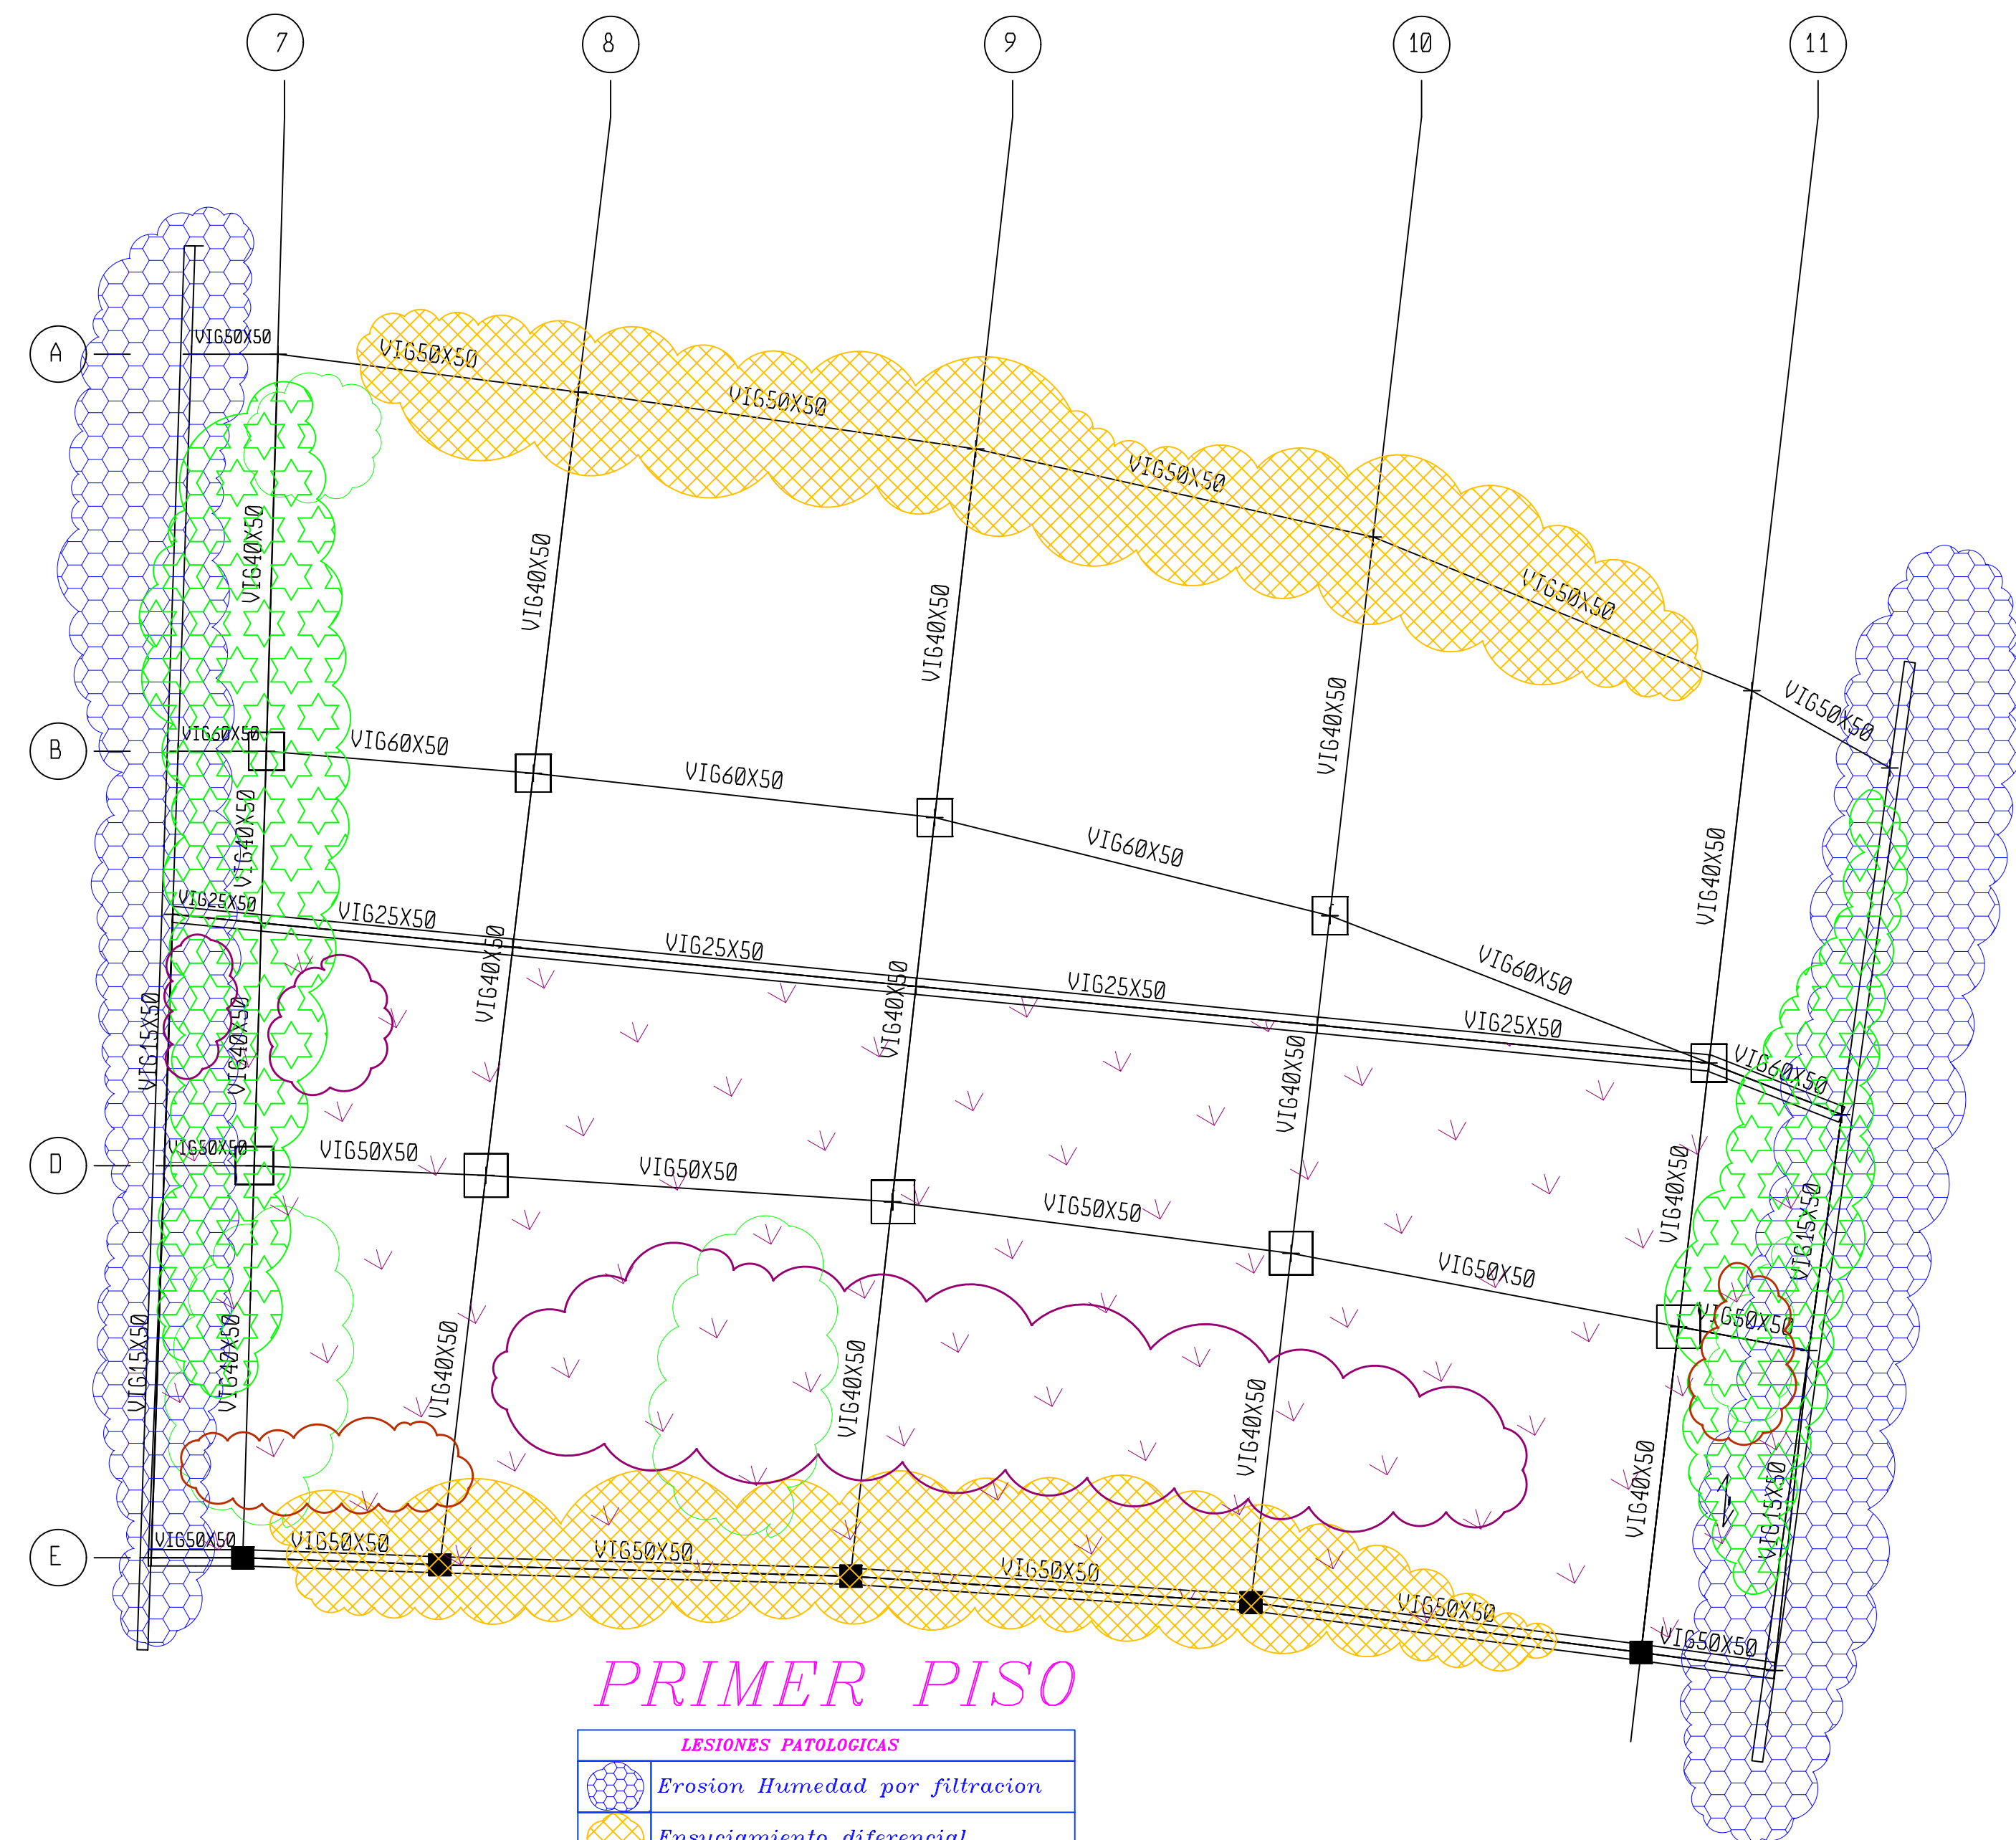 7 8 9 10 11
A
VIG50X50 VIG50X50 VIG50X50 VIG50X50 VIG50X50 VIG50X50
VIG40X50 VIG40X50 VIG40X50 VIG40X50 VIG40X50
B
VIG60X50 VIG60X50 VIG60X50 VIG60X50 VIG60X50 VIG60X50
VIG40X50
VIG25X50 VIG25X50 VIG25X50 VIG25X50 VIG25X50
VIG15X50 VIG40X50 VIG40X50 VIG40X50 VIG40X50 VIG40X50 VIG15X50
D
VIG50X50 VIG50X50 VIG50X50 VIG50X50 VIG50X50 VIG50X50
VIG15X50 VIG40X50 VIG40X50 VIG40X50 VIG40X50 VIG40X50 VIG15X50
E
VIG50X50 VIG50X50 VIG50X50 VIG50X50 VIG50X50 VIG50X50
PRIMER PISO
LESIONES PATOLOGICAS
Erosion Humedad por filtracion
Ensuciamiento diferencial